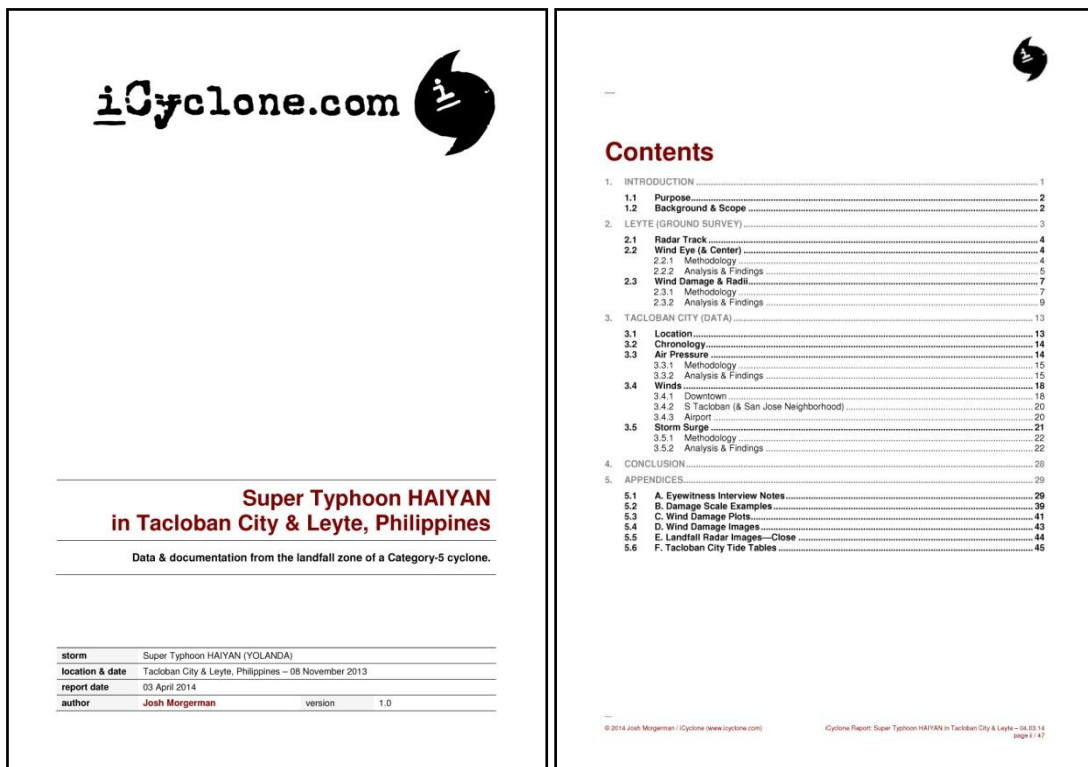 iCyclone.com
i
Super Typhoon HAIYAN
in Tacloban City & Leyte, Philippines
Data & documentation from the landfall zone of a Category-5 cyclone.
storm Super Typhoon HAIYAN (YOLANDA)
location & date Tacloban City & Leyte, Philippines – 08 November 2013
report date 03 April 2014
author Josh Morgerman version 1.0
i
Contents
1. INTRODUCTION 1
1.1 Purpose 2
1.2 Background & Scope 2
2. LEYTE (GROUND SURVEY) 3
2.1 Radar Track 4
2.2 Wind Eye (& Center) 4
2.2.1 Methodology 4
2.2.2 Analysis & Findings 5
2.3 Wind Damage & Radii 7
2.3.1 Methodology 7
2.3.2 Analysis & Findings 9
3. TACLOBAN CITY (DATA) 13
3.1 Location 13
3.2 Chronology 14
3.3 Air Pressure 14
3.3.1 Methodology 15
3.3.2 Analysis & Findings 15
3.4 Winds 18
3.4.1 Downtown 18
3.4.2 S Tacloban (& San Jose Neighborhood) 20
3.4.3 Airport 20
3.5 Storm Surge 21
3.5.1 Methodology 22
3.5.2 Analysis & Findings 22
4. CONCLUSION 28
5. APPENDICES 29
5.1 A. Eyewitness Interview Notes 29
5.2 B. Damage Scale Examples 39
5.3 C. Wind Damage Plots 41
5.4 D. Wind Damage Images 43
5.5 E. Landfall Radar Images—Close 44
5.6 F. Tacloban City Tide Tables 45
© 2014 Josh Morgerman / iCyclone (www.icyclone.com) iCyclone Report: Super Typhoon HAIYAN in Tacloban City & Leyte – 04.03.14
page ii / 47